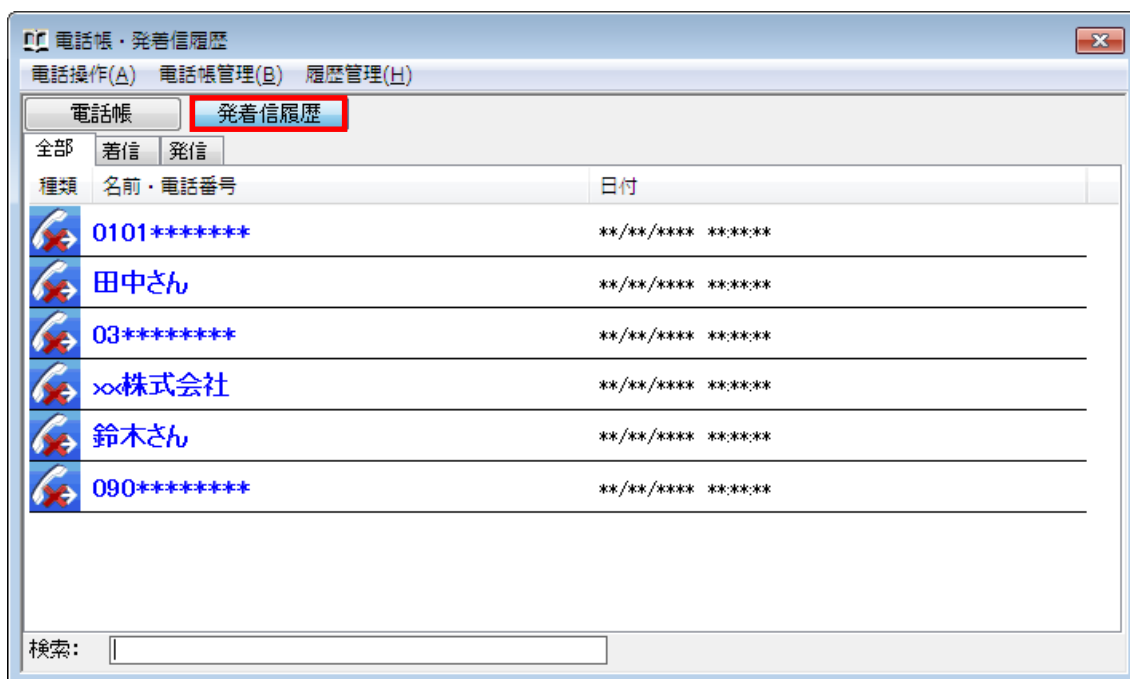 電話帳・発着信履歴
電話操作(A) 電話帳管理(B) 履歴管理(H)
電話帳 発着信履歴
全部 着信 発信
種類 名前・電話番号 日付
0101******* **/**/**** **:**:**
田中さん **/**/**** **:**:**
03******** **/**/**** **:**:**
xx株式会社 **/**/**** **:**:**
鈴木さん **/**/**** **:**:**
090******** **/**/**** **:**:**
検索: